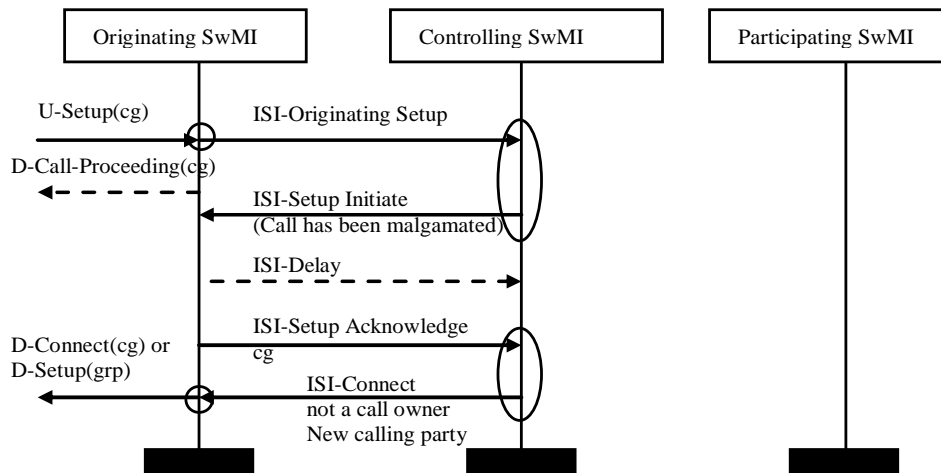 Originating SwMI
Controlling SwMI
Participating SwMI
U-Setup(cg)
ISI-Originating Setup
D-Call-Proceeding(cg)
ISI-Setup Initiate
(Call has been malgamated)
ISI-Delay
ISI-Setup Acknowledge
cg
D-Connect(cg) or
D-Setup(grp)
ISI-Connect
not a call owner
New calling party